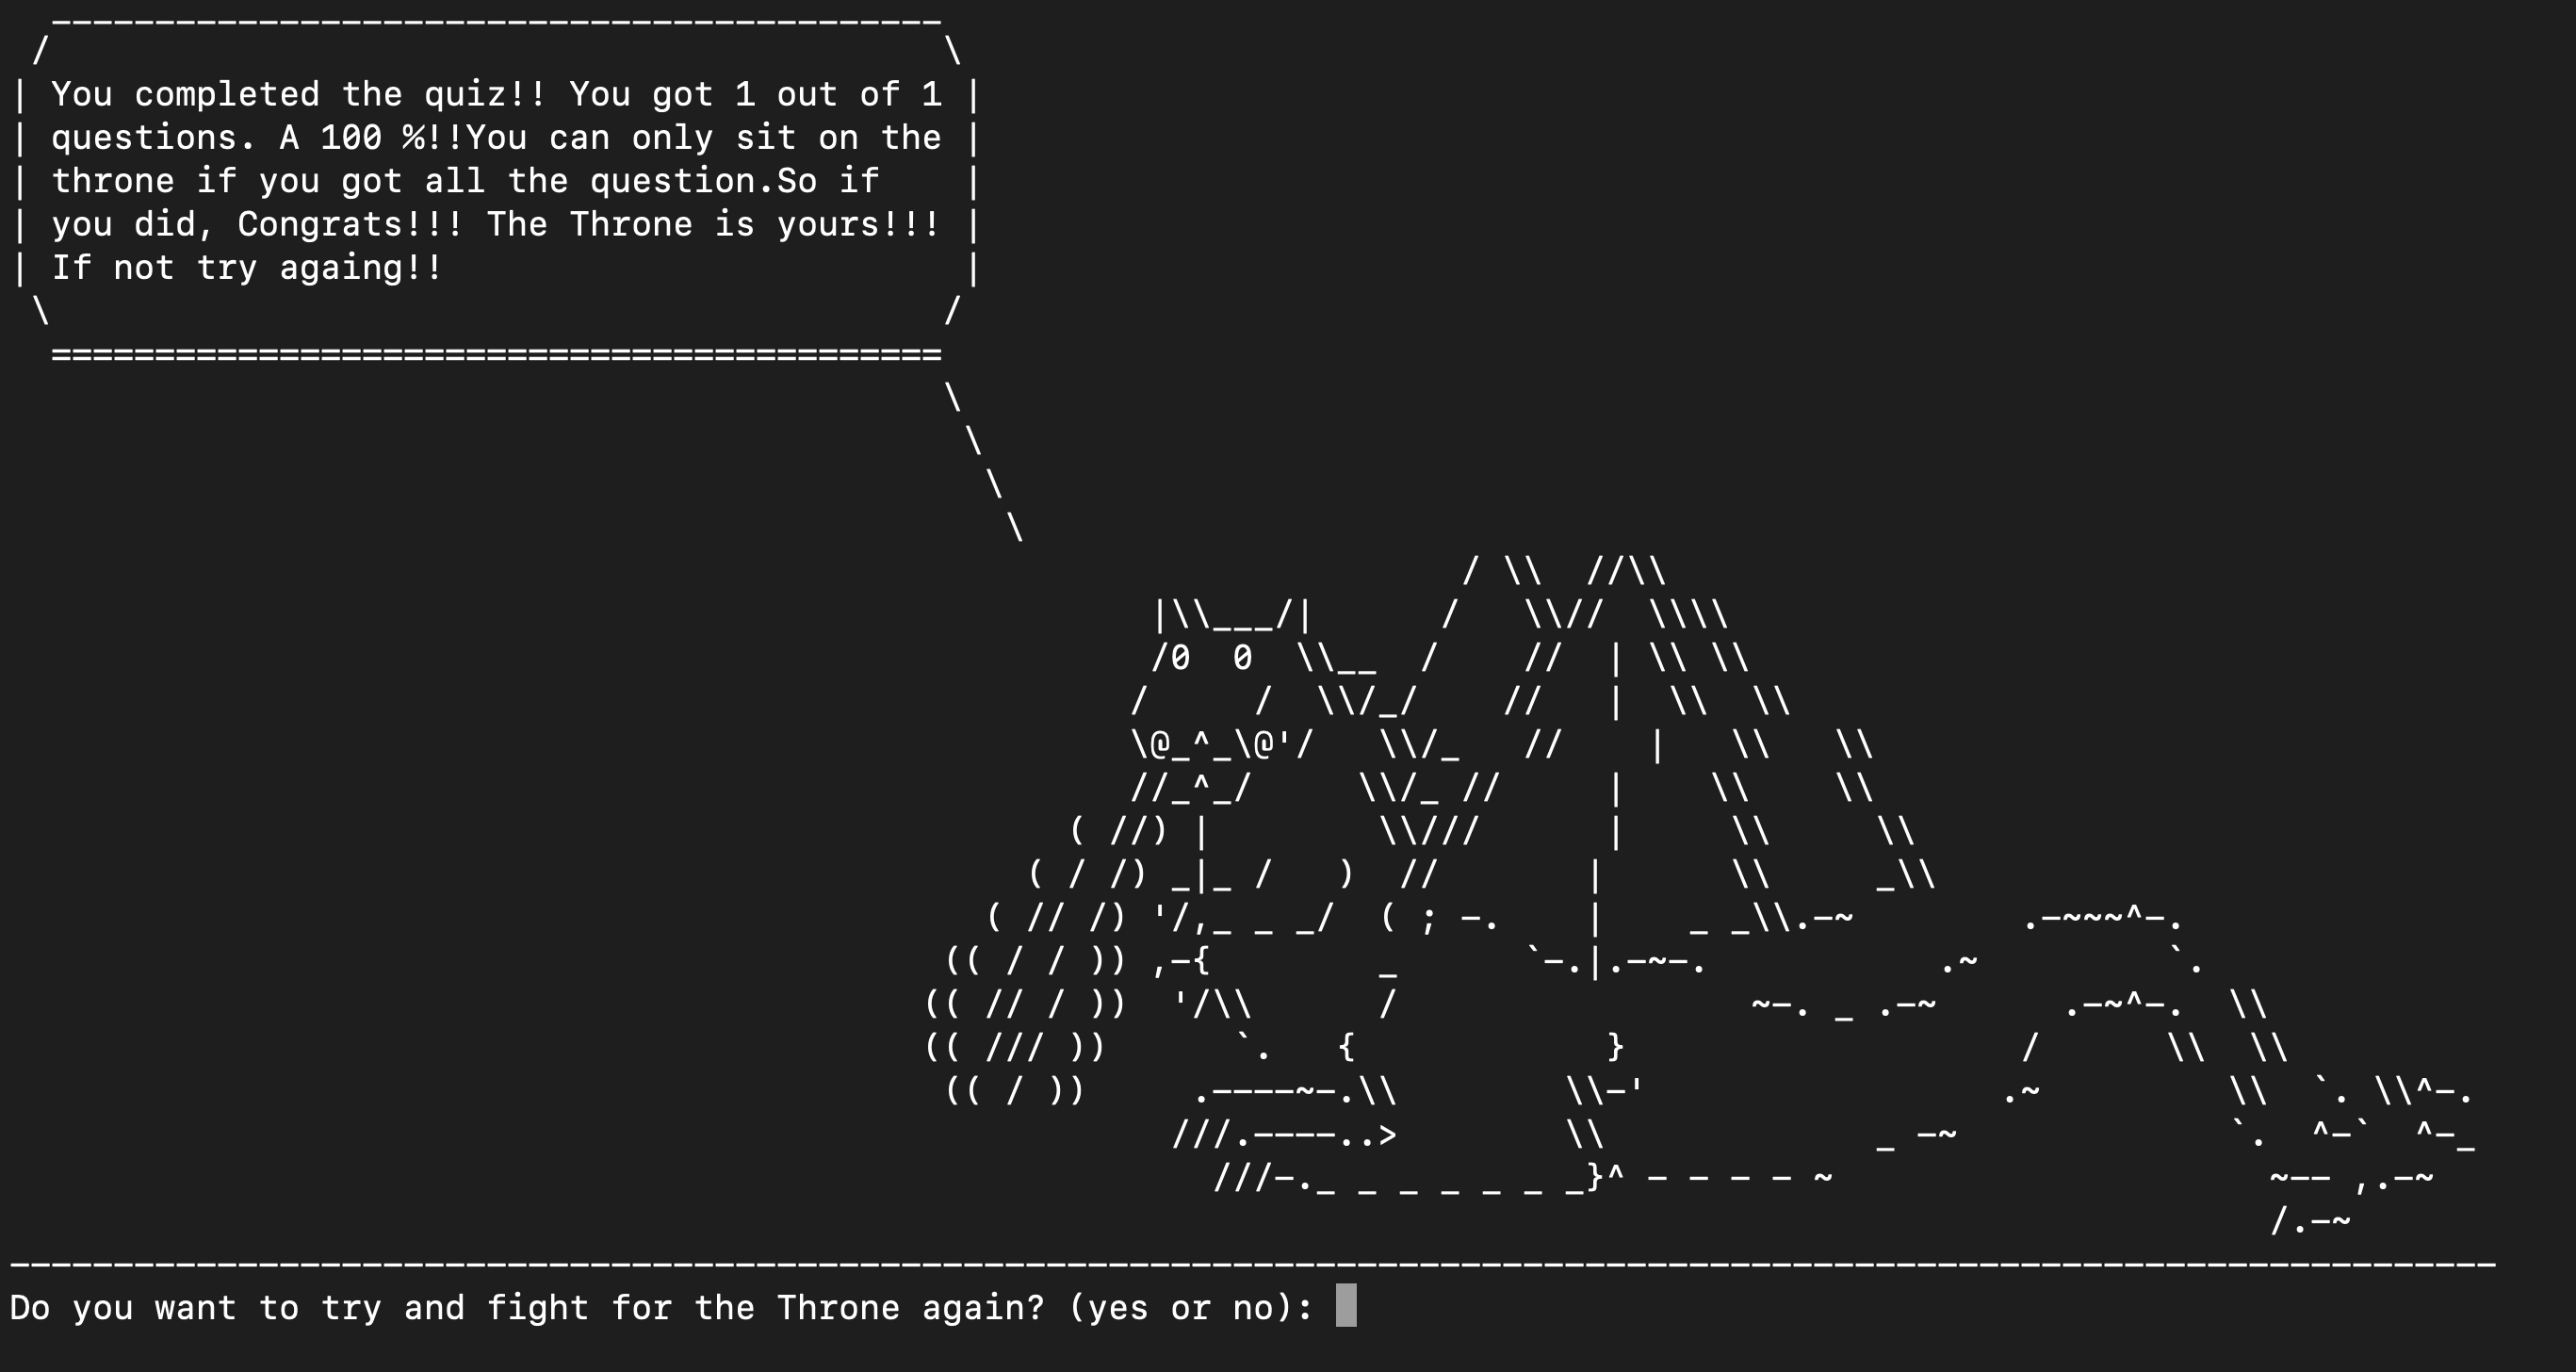 You completed the quiz!! You got 1 out of 1
questions. A 100 %!!You can only sit on the
throne if you got all the question.So if
you did, Congrats!!! The Throne is yours!!!
If not try againg!!
Do you want to try and fight for the Throne again? (yes or no):